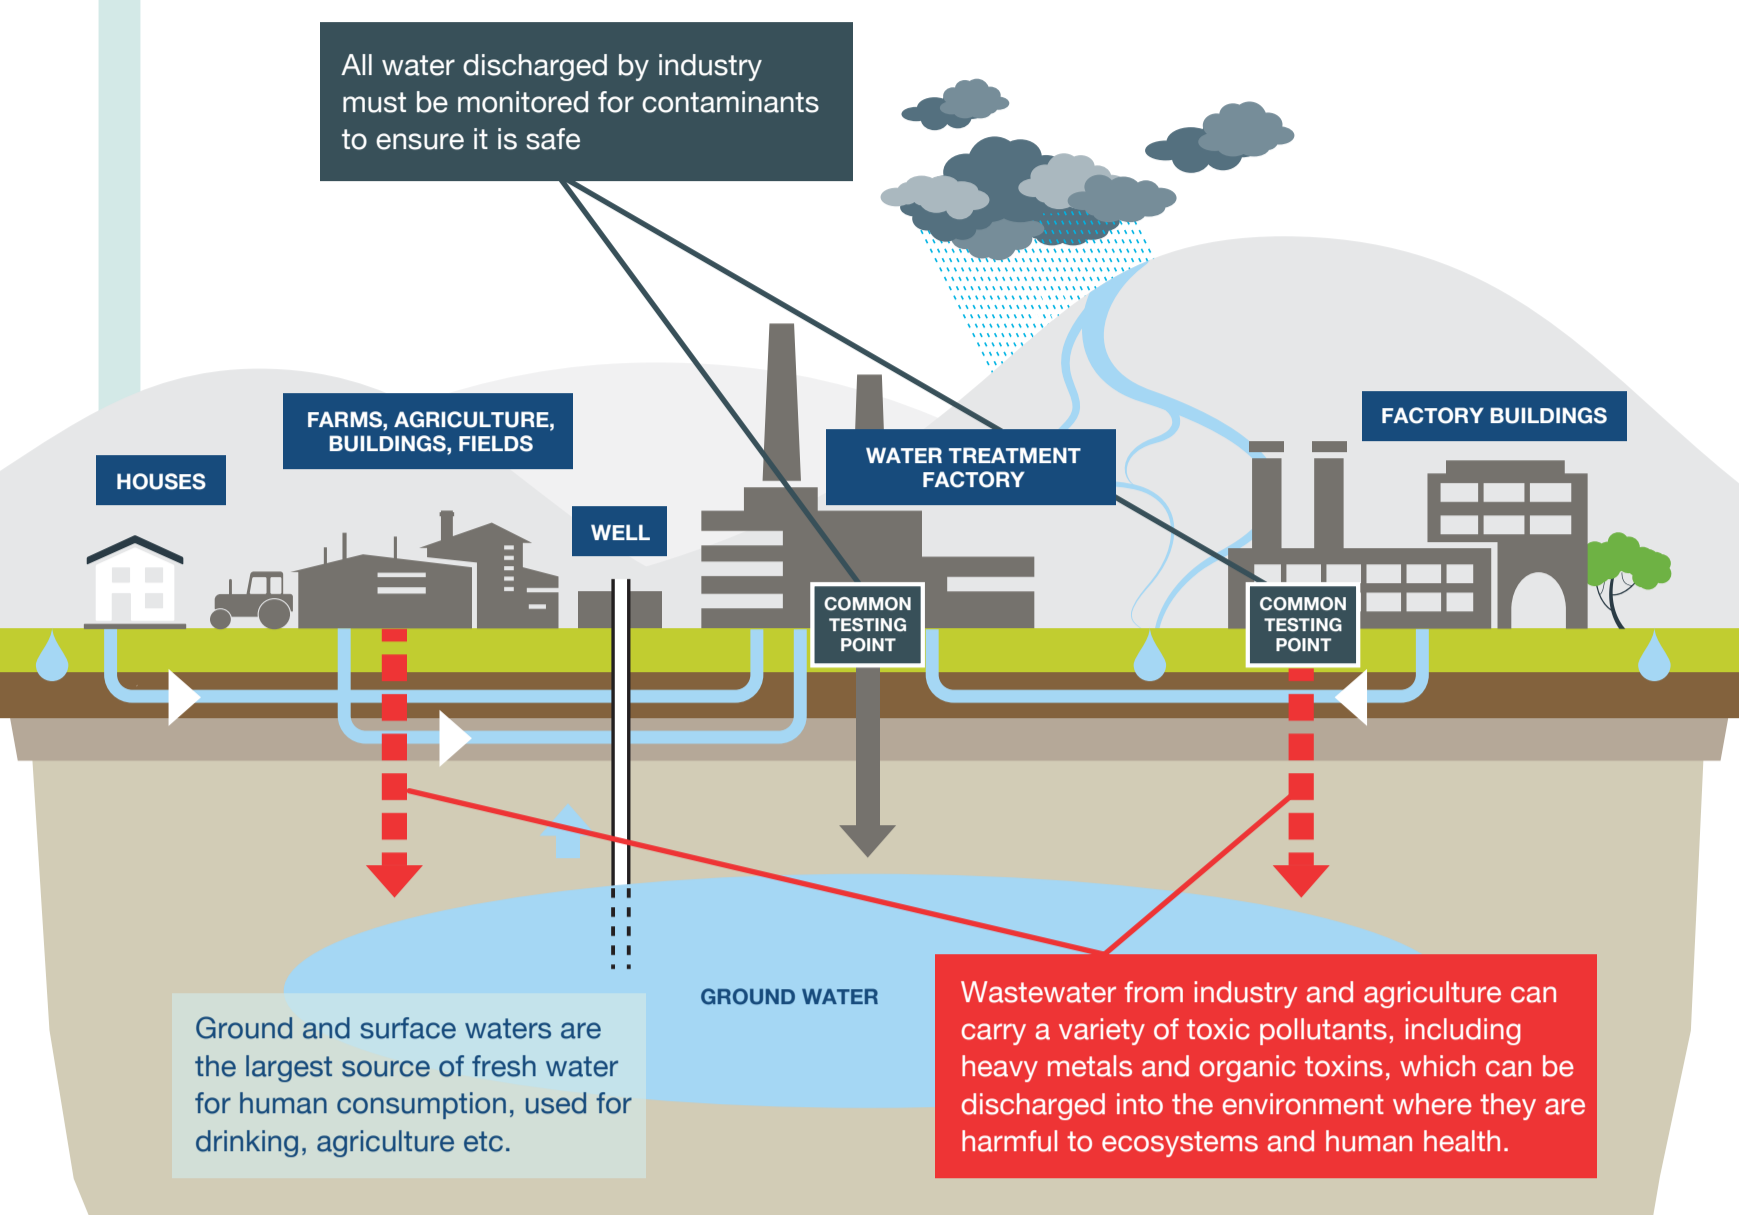 All water discharged by industry
must be monitored for contaminants
to ensure it is safe
FARMS, AGRICULTURE,
BUILDINGS, FIELDS
FACTORY BUILDINGS
HOUSES
WATER TREATMENT
FACTORY
WELL
COMMON
TESTING
POINT
COMMON
TESTING
POINT
GROUND WATER
Ground and surface waters are
the largest source of fresh water
for human consumption, used for
drinking, agriculture etc.
Wastewater from industry and agriculture can
carry a variety of toxic pollutants, including
heavy metals and organic toxins, which can be
discharged into the environment where they are
harmful to ecosystems and human health.